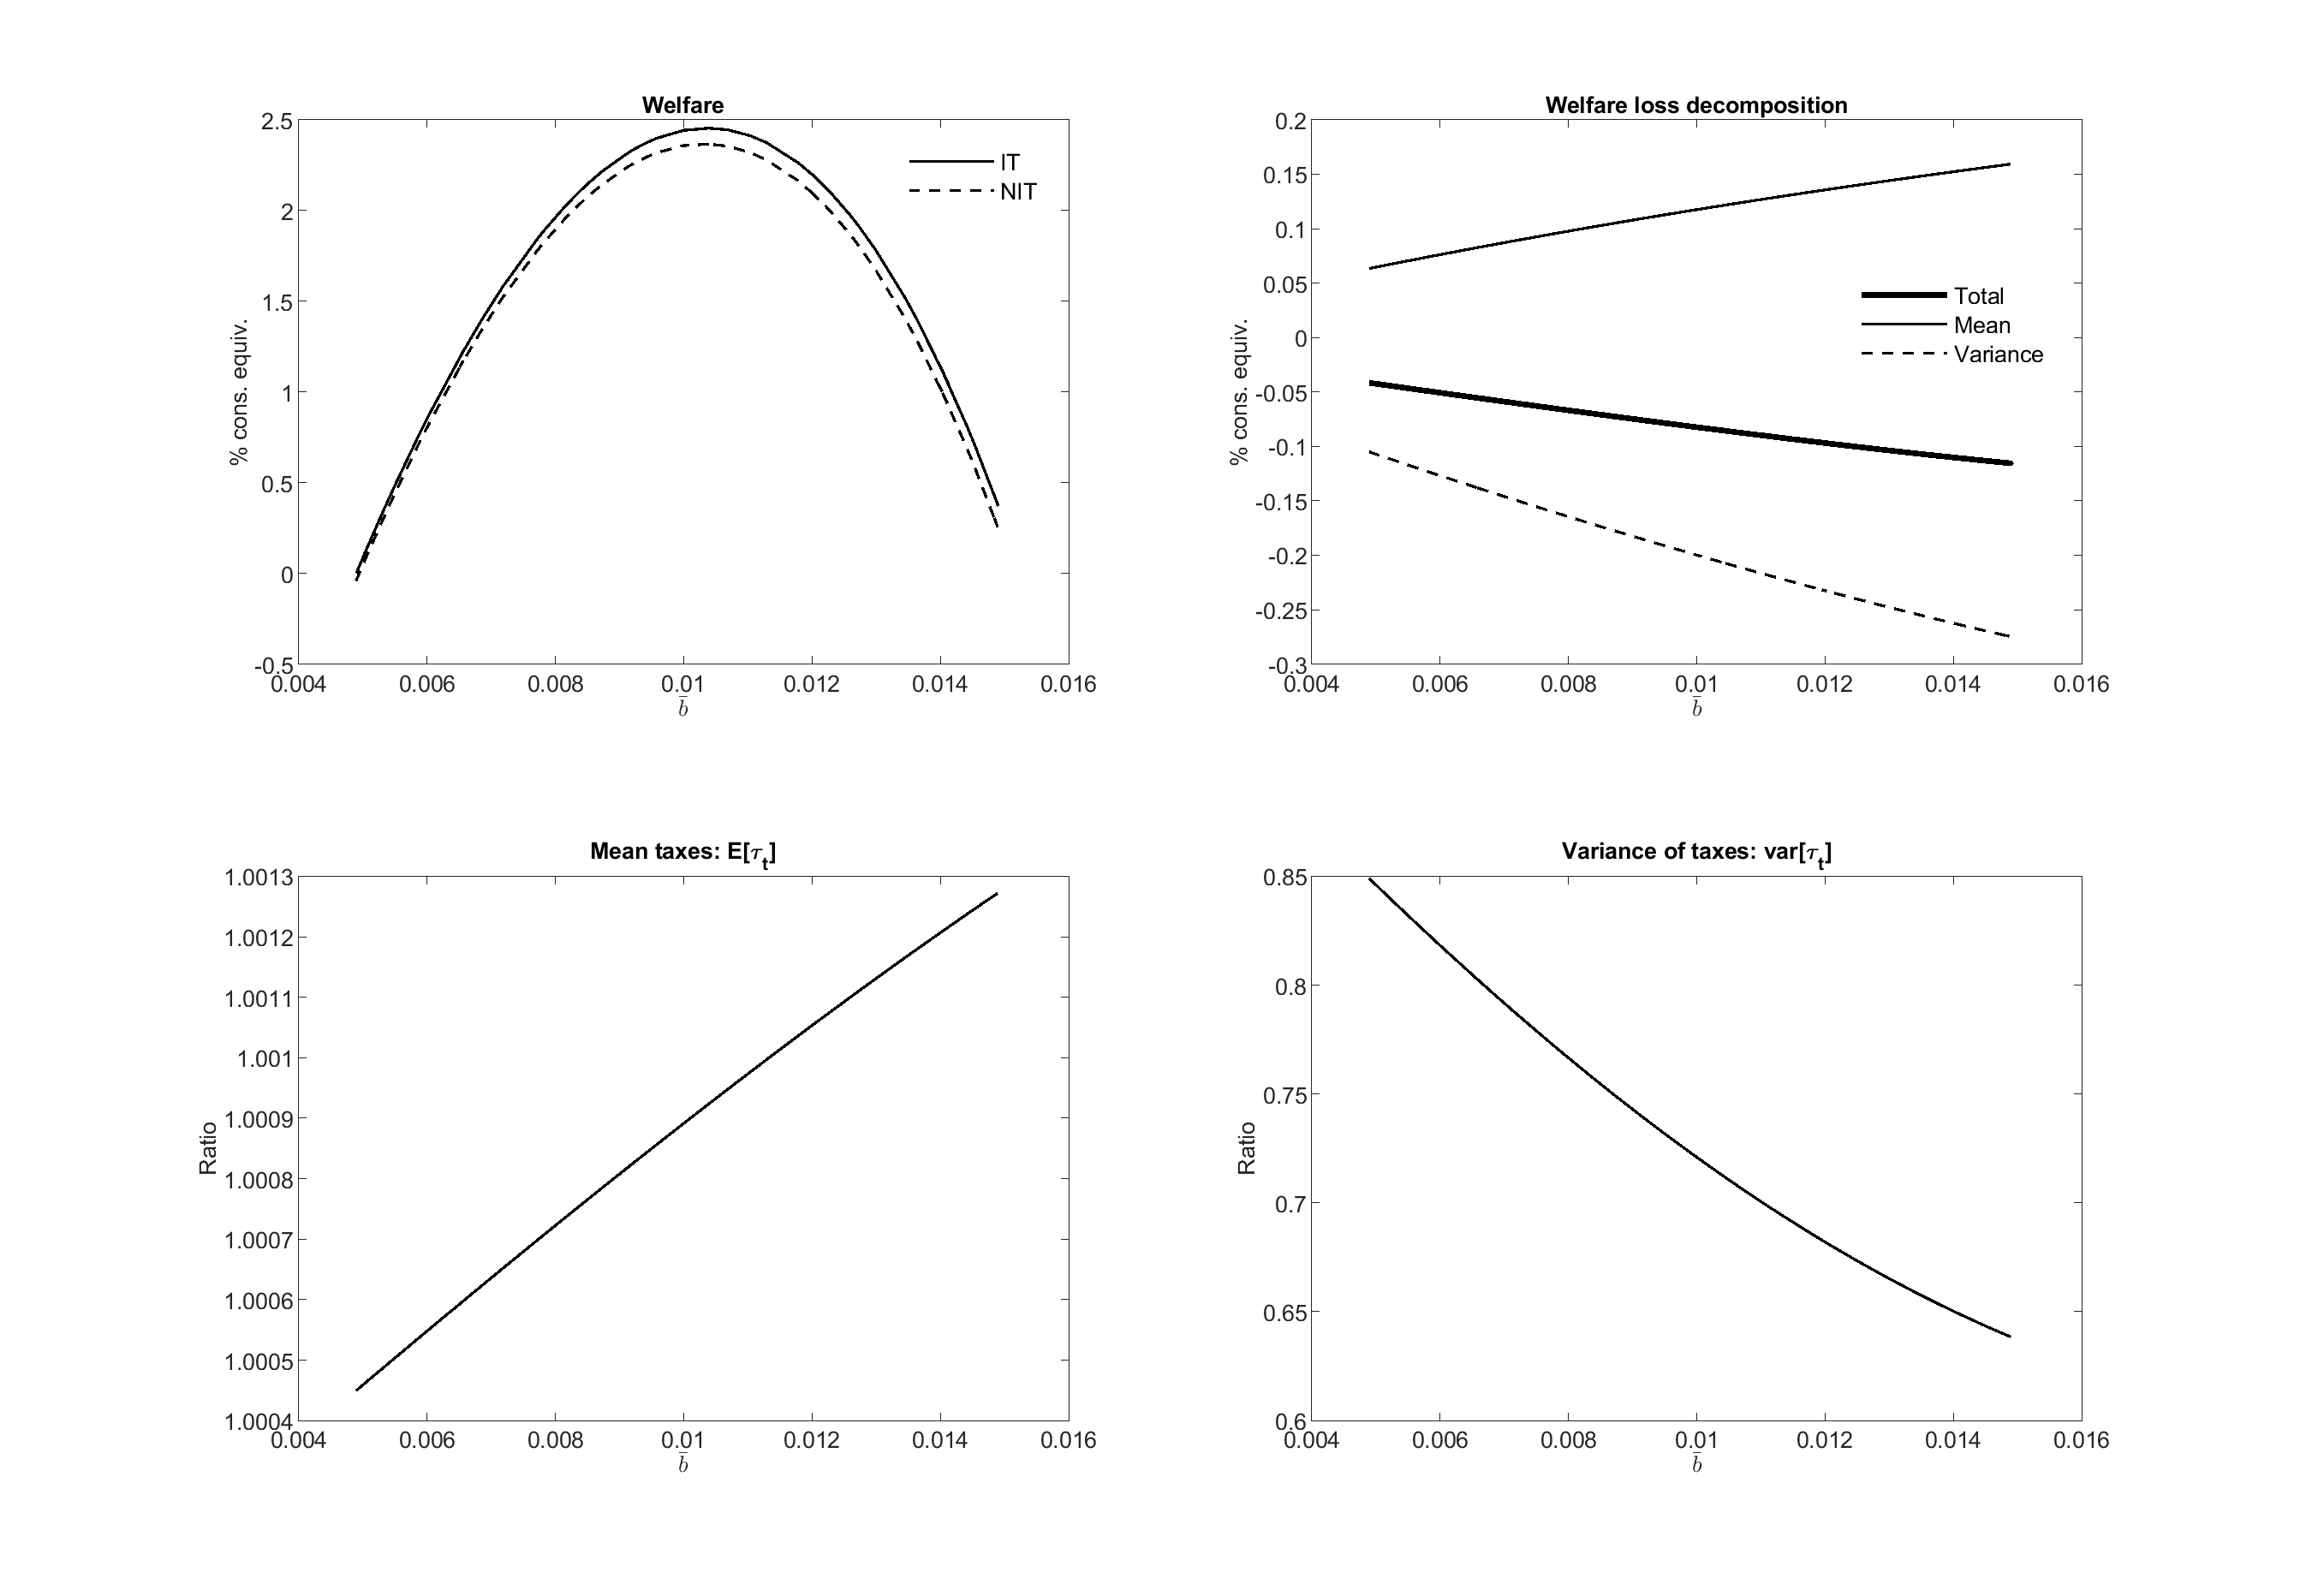 Welfare
2.5
2
1.5
1
0.5
0
-0.5
% cons. equiv.
IT
NIT
0.004 0.006 0.008 0.01 0.012 0.014 0.016
b̄
Welfare loss decomposition
0.2
0.15
0.1
0.05
0
-0.05
-0.1
-0.15
-0.2
-0.25
-0.3
% cons. equiv.
Total
Mean
Variance
0.004 0.006 0.008 0.01 0.012 0.014 0.016
b̄
Mean taxes: E[τt]
1.0013
1.0012
1.0011
1.001
1.0009
1.0008
1.0007
1.0006
1.0005
1.0004
Ratio
0.004 0.006 0.008 0.01 0.012 0.014 0.016
b̄
Variance of taxes: var[τt]
0.85
0.8
0.75
0.7
0.65
0.6
Ratio
0.004 0.006 0.008 0.01 0.012 0.014 0.016
b̄